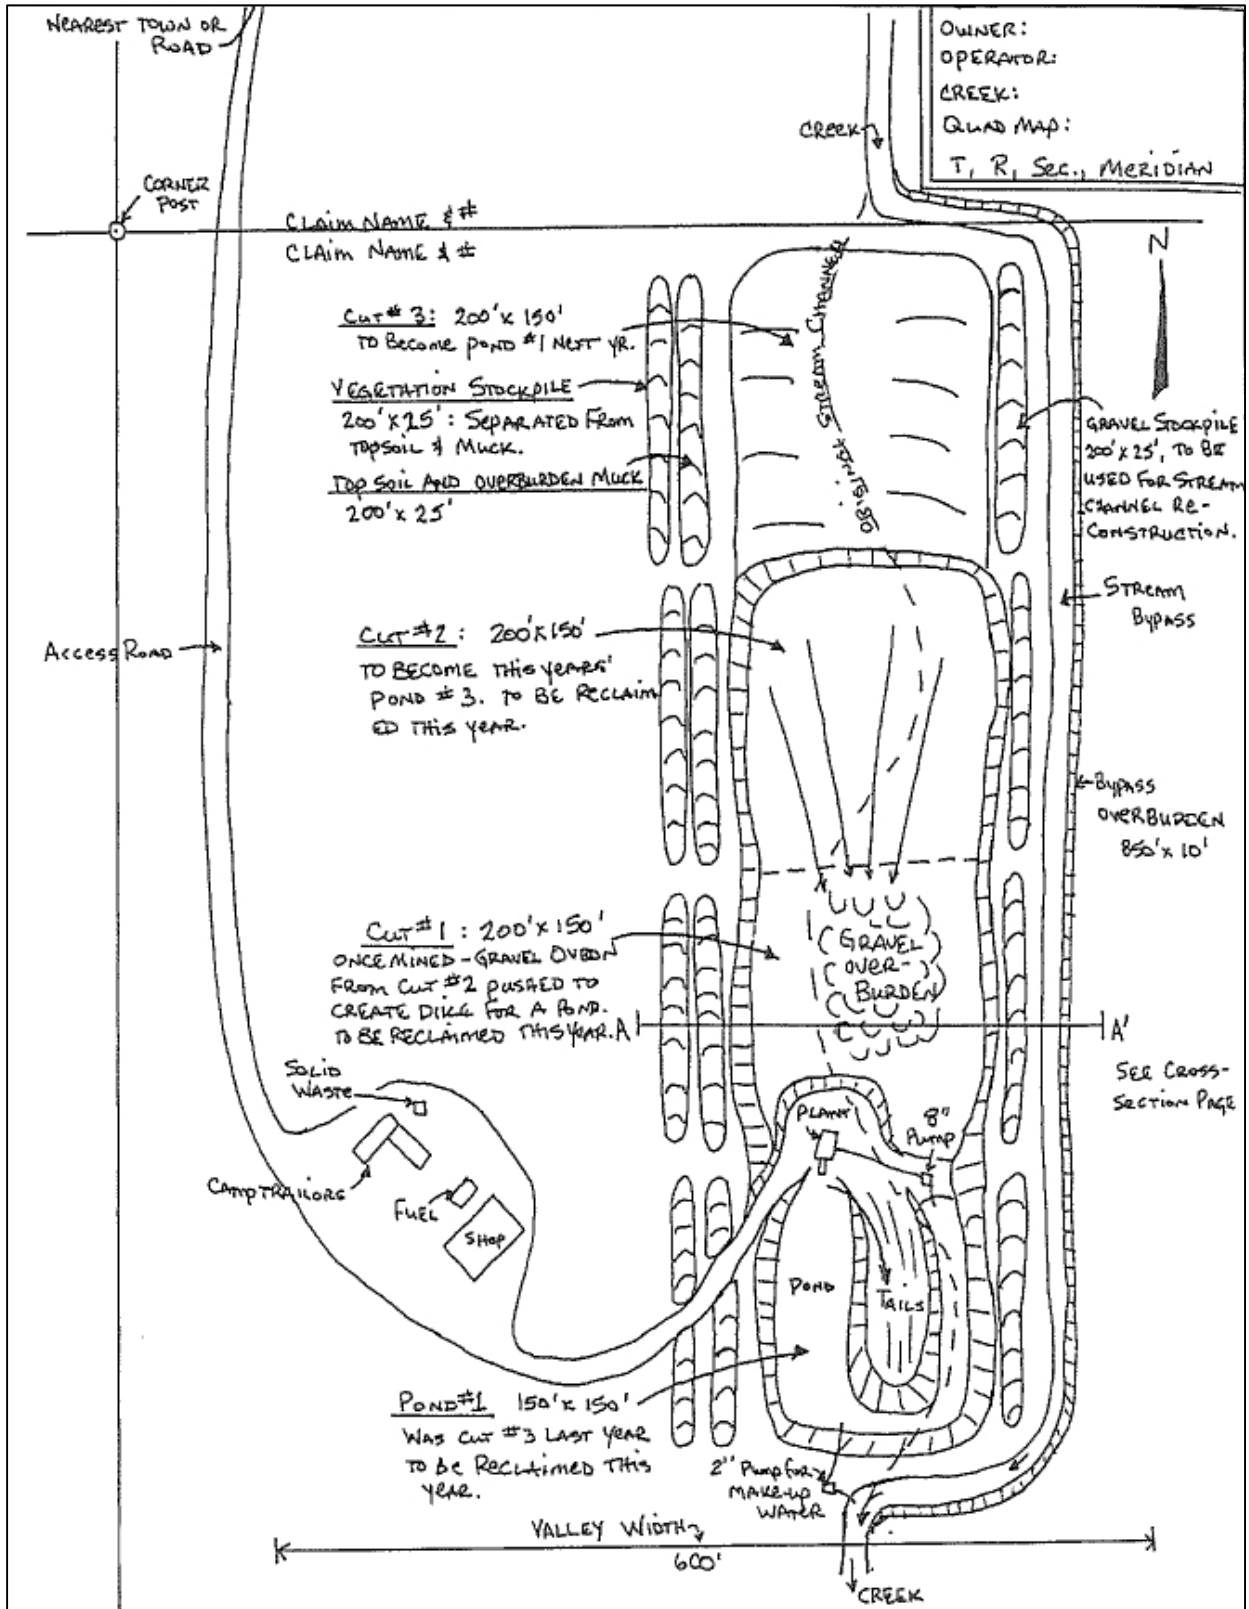 NEAREST TOWN OR
ROAD
OWNER:
OPERATOR:
CREEK:
QUAD MAP:
T, R, SEC., MERIDIAN
CREEK
CORNER
POST
CLAIM NAME & #
CLAIM NAME & #
N
CUT # 3: 200' X 150'
TO BECOME POND #1 NEXT YR.
VEGETATION STOCKPILE
200' X 25': SEPARATED FROM
TOPSOIL & MUCK.
TOP SOIL AND OVERBURDEN MUCK
200' X 25'
ORIGINAL STREAM CHANNEL
GRAVEL STOCKPILE
200' X 25', TO BE
USED FOR STREAM
CHANNEL RE-
CONSTRUCTION.
STREAM
BYPASS
ACCESS ROAD
CUT #2: 200' X 150'
TO BECOME THIS YEARS'
POND # 3. TO BE RECLAIM
ED THIS YEAR.
BYPASS
OVERBURDEN
850' X 10'
CUT #1: 200' X 150'
ONCE MINED - GRAVEL OVBDN
FROM CUT #2 PUSHED TO
CREATE DIKE FOR A POND.
TO BE RECLAIMED THIS YEAR.
GRAVEL
OVER-
BURDEN
A
A'
SEE CROSS-
SECTION PAGE
SOLID
WASTE
CAMP TRAILORS
FUEL
SHOP
PLANT
8"
PUMP
POND
TAILS
POND #1 150' X 150'
WAS CUT #3 LAST YEAR
TO BE RECLAIMED THIS
YEAR.
2" PUMP FOR
MAKE-UP
WATER
VALLEY WIDTH
600'
CREEK